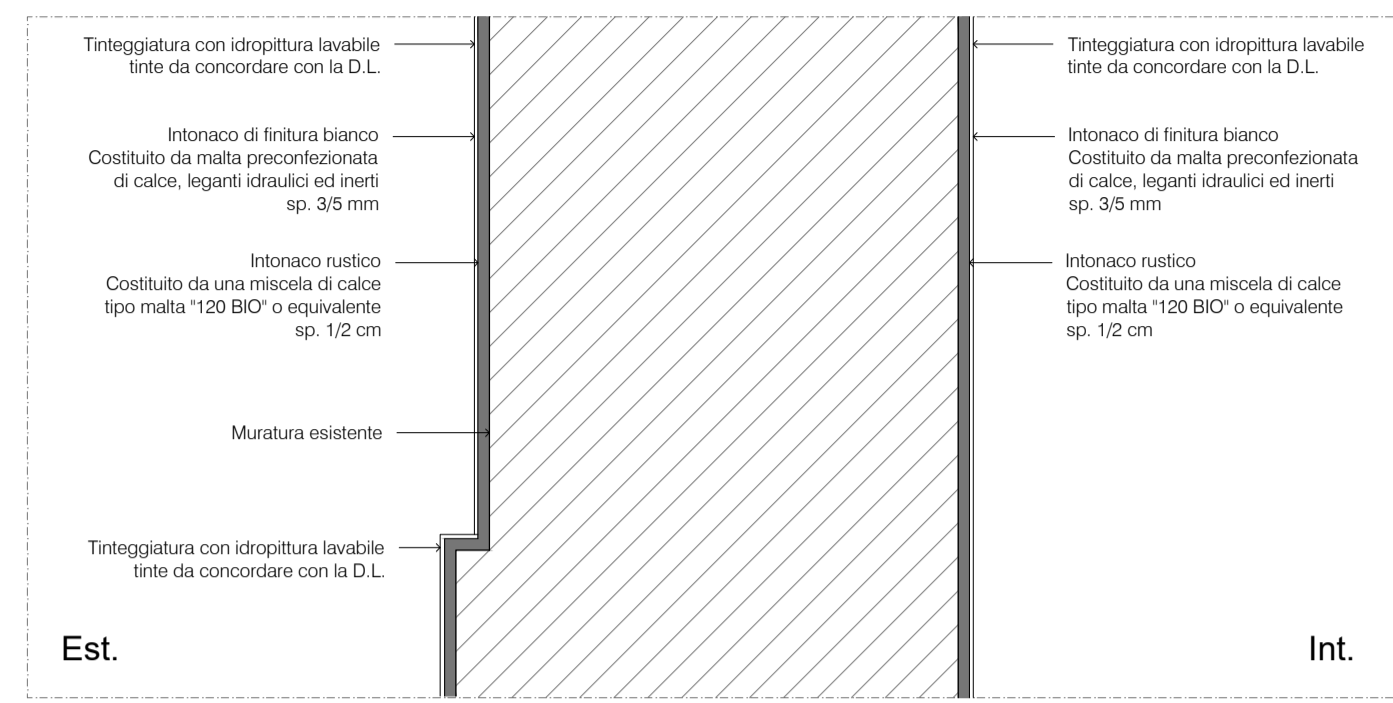 Tinteggiatura con idropittura lavabile
tinte da concordare con la D.L.
Intonaco di finitura bianco
Costituito da malta preconfezionata
di calce, leganti idraulici ed inerti
sp. 3/5 mm
Intonaco rustico
Costituito da una miscela di calce
tipo malta "120 BIO" o equivalente
sp. 1/2 cm
Muratura esistente
Tinteggiatura con idropittura lavabile
tinte da concordare con la D.L.
Est.
Tinteggiatura con idropittura lavabile
tinte da concordare con la D.L.
Intonaco di finitura bianco
Costituito da malta preconfezionata
di calce, leganti idraulici ed inerti
sp. 3/5 mm
Intonaco rustico
Costituito da una miscela di calce
tipo malta "120 BIO" o equivalente
sp. 1/2 cm
Int.